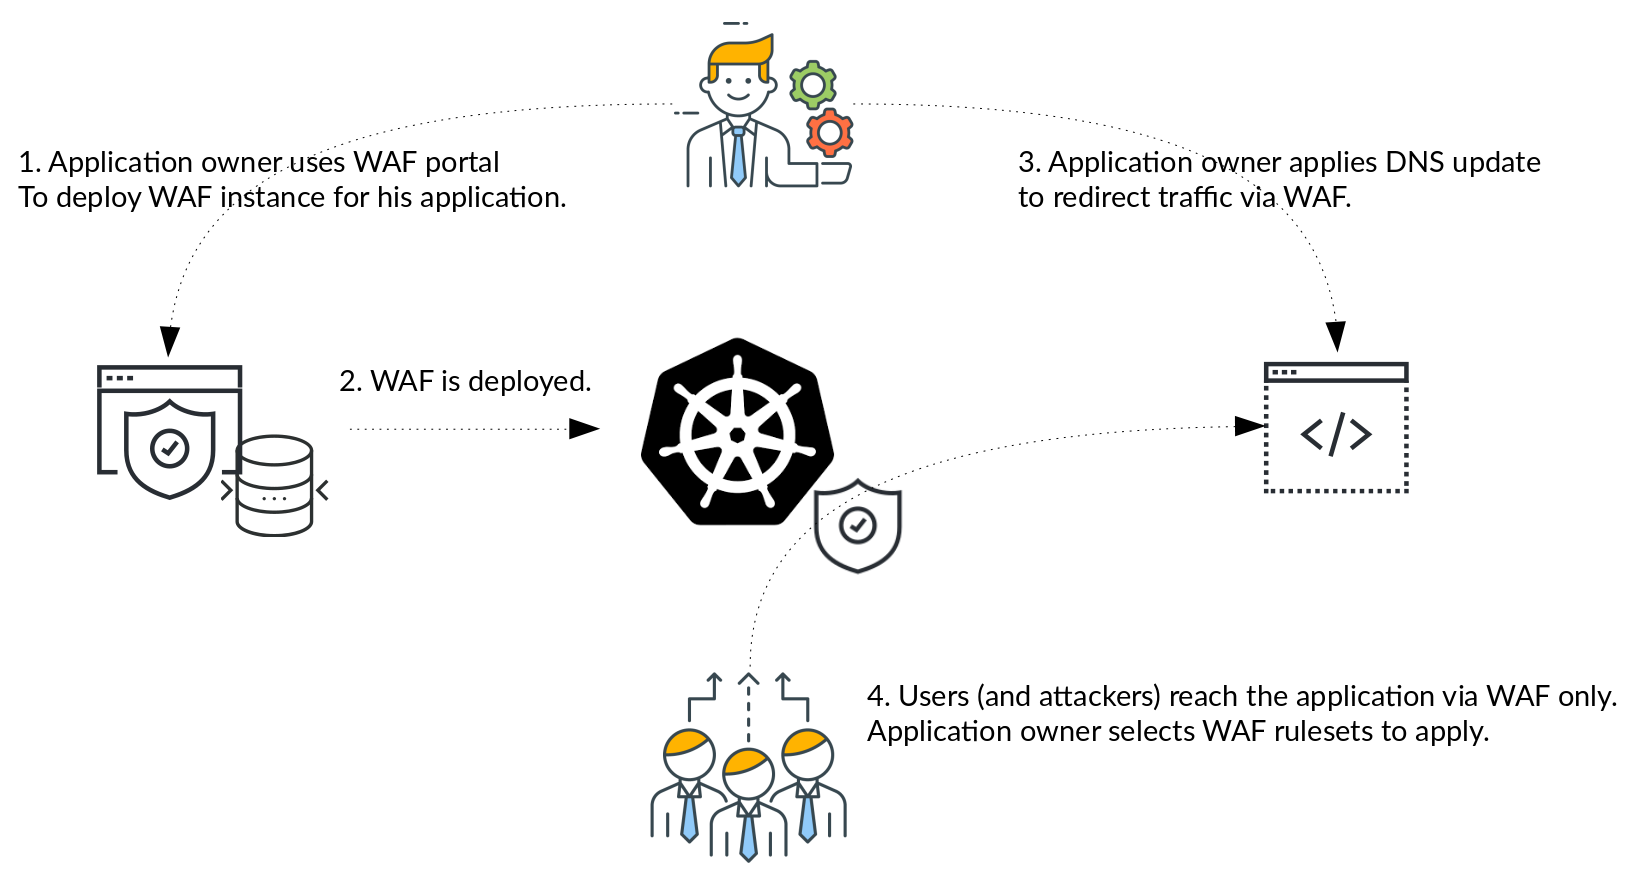 1. Application owner uses WAF portal
To deploy WAF instance for his application.
3. Application owner applies DNS update
to redirect traffic via WAF.
2. WAF is deployed.
4. Users (and attackers) reach the application via WAF only.
Application owner selects WAF rulesets to apply.